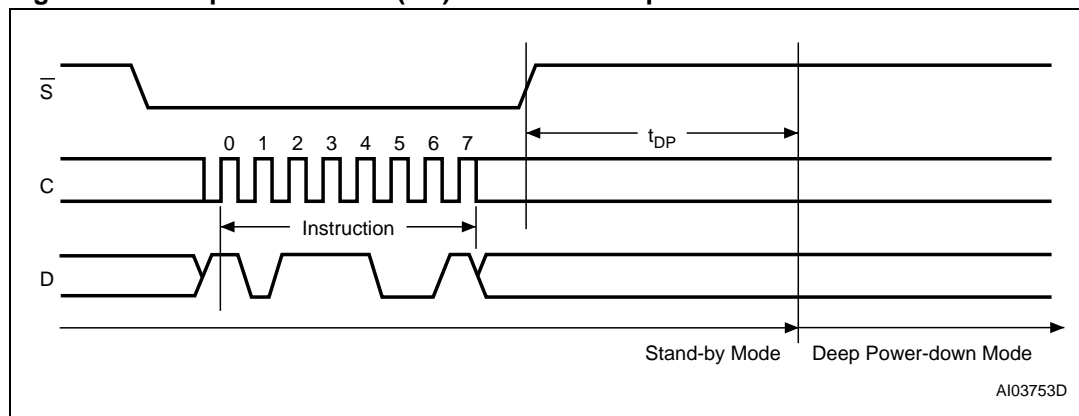 S
0 1 2 3 4 5 6 7
tDP
C
Instruction
D
Stand-by Mode Deep Power-down Mode
AI03753D